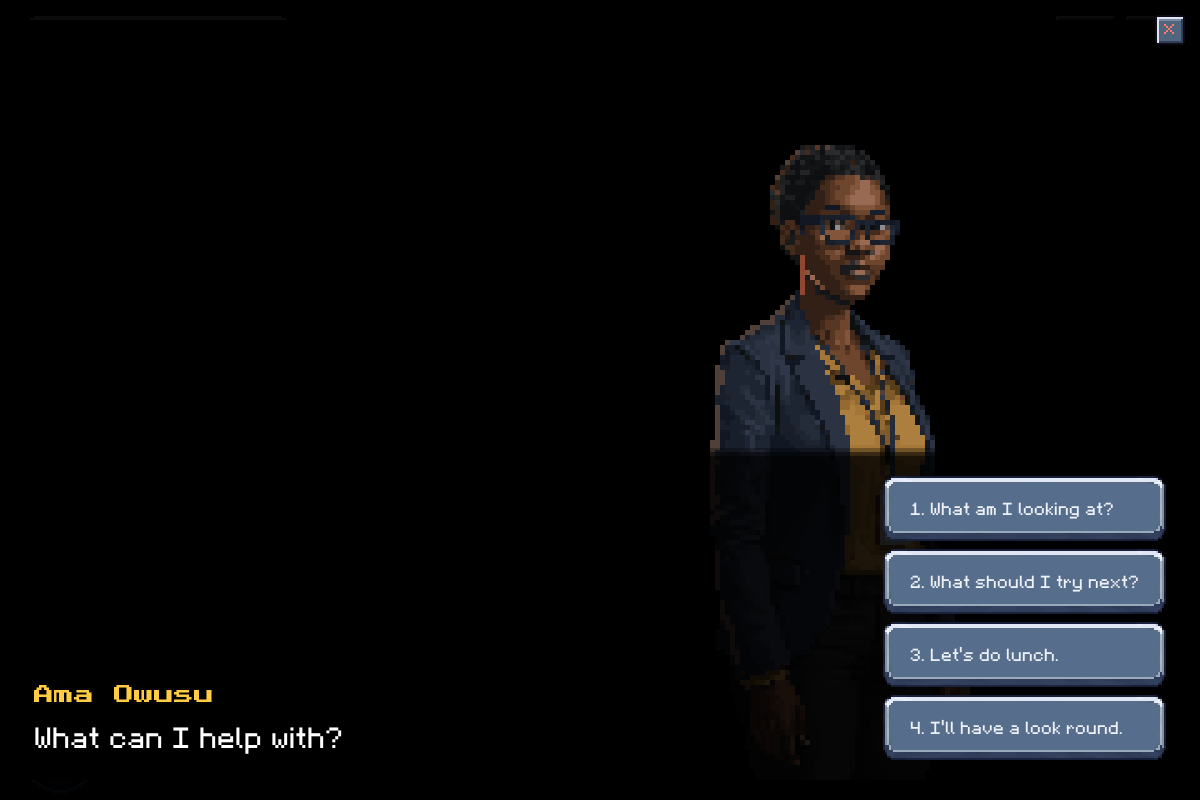 Ama Owusu
What can I help with?
1. What am I looking at?
2. What should I try next?
3. Let's do lunch.
4. I'll have a look round.